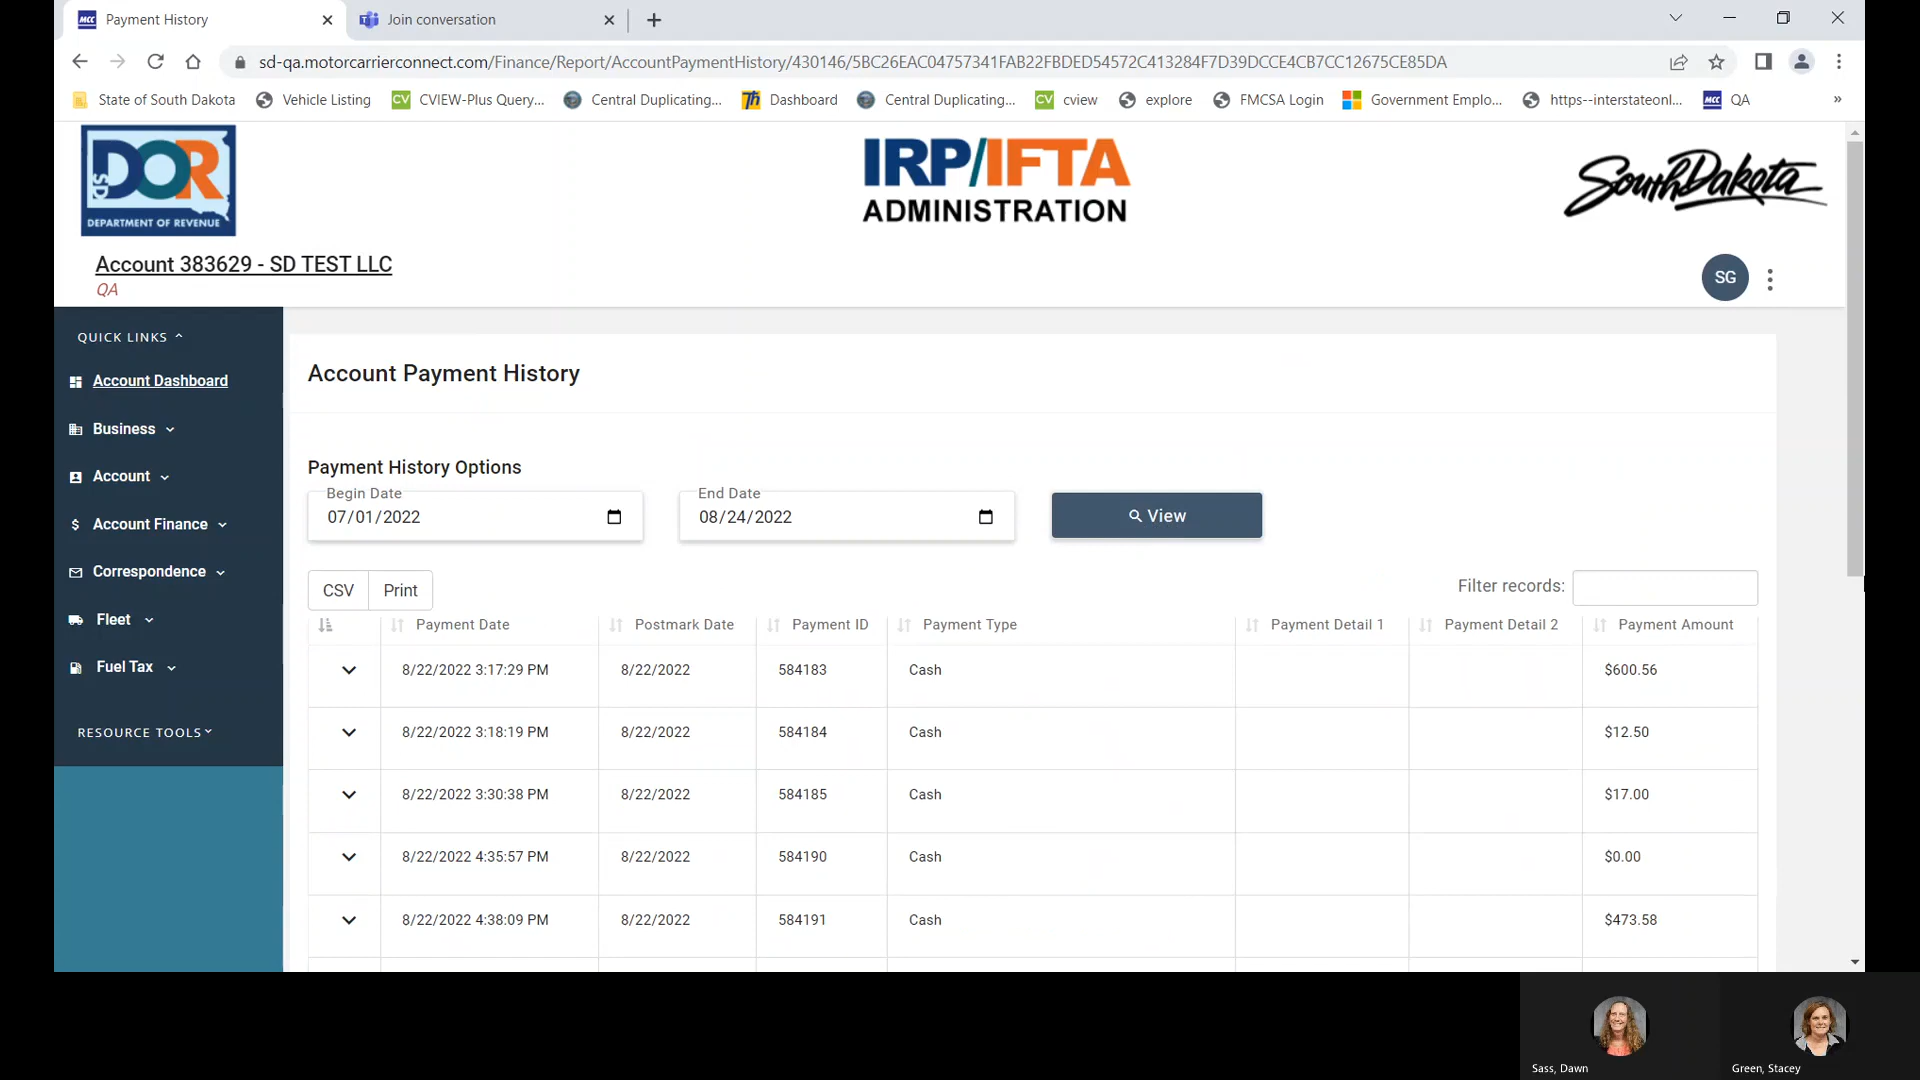 MCC Payment History
Join conversation
sd-qa.motorcarrierconnect.com/Finance/Report/AccountPaymentHistory/430146/5BC26EAC04757341FAB22FBDED54572C413284F7D39DCCE4CB7CC12675CE85DA
State of South Dakota Vehicle Listing CV CVIEW-Plus Query... Central Duplicating... Th Dashboard Central Duplicating... CV cview explore FMCSA Login Government Emplo... https--interstateonl... MCC QA »
SD DOR
DEPARTMENT OF REVENUE
IRP/IFTA
ADMINISTRATION
South Dakota
Account 383629 - SD TEST LLC
QA
SG
QUICK LINKS
Account Dashboard
Business
Account
$ Account Finance
Correspondence
Fleet
Fuel Tax
RESOURCE TOOLS
Account Payment History
Payment History Options
Begin Date
07/01/2022
End Date
08/24/2022
View
CSV Print
Filter records:
Payment Date Postmark Date Payment ID Payment Type Payment Detail 1 Payment Detail 2 Payment Amount
8/22/2022 3:17:29 PM 8/22/2022 584183 Cash $600.56
8/22/2022 3:18:19 PM 8/22/2022 584184 Cash $12.50
8/22/2022 3:30:38 PM 8/22/2022 584185 Cash $17.00
8/22/2022 4:35:57 PM 8/22/2022 584190 Cash $0.00
8/22/2022 4:38:09 PM 8/22/2022 584191 Cash $473.58
Sass, Dawn
Green, Stacey